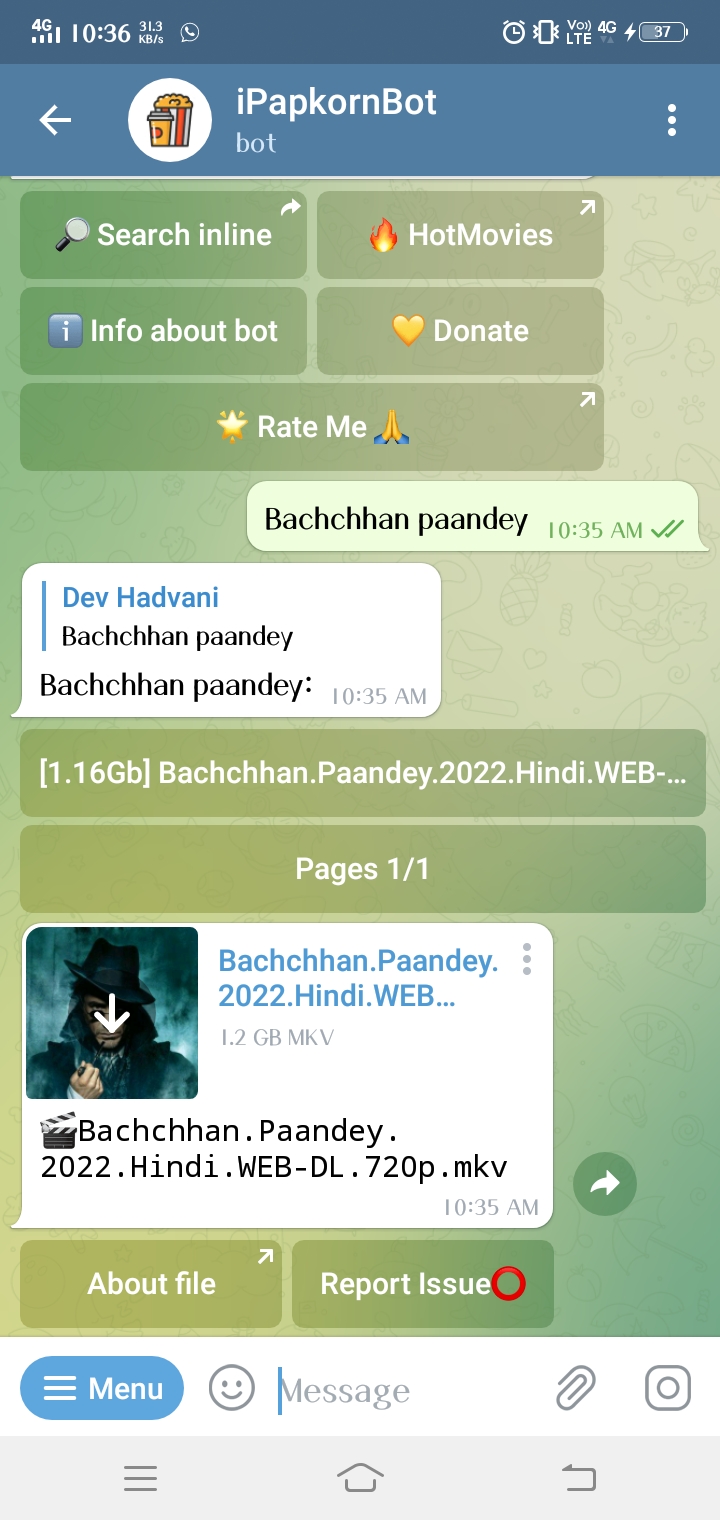 4G 10:36 31.3 KB/s Vo)) LTE 4G 37
iPapkornBot
bot
Search inline
HotMovies
Info about bot
Donate
Rate Me
Bachchhan paandey 10:35 AM
Dev Hadvani
Bachchhan paandey
Bachchhan paandey: 10:35 AM
[1.16Gb] Bachchhan.Paandey.2022.Hindi.WEB-...
Pages 1/1
Bachchhan.Paandey.
2022.Hindi.WEB...
1.2 GB MKV
Bachchhan.Paandey.
2022.Hindi.WEB-DL.720p.mkv
10:35 AM
About file
Report Issue
Menu
Message